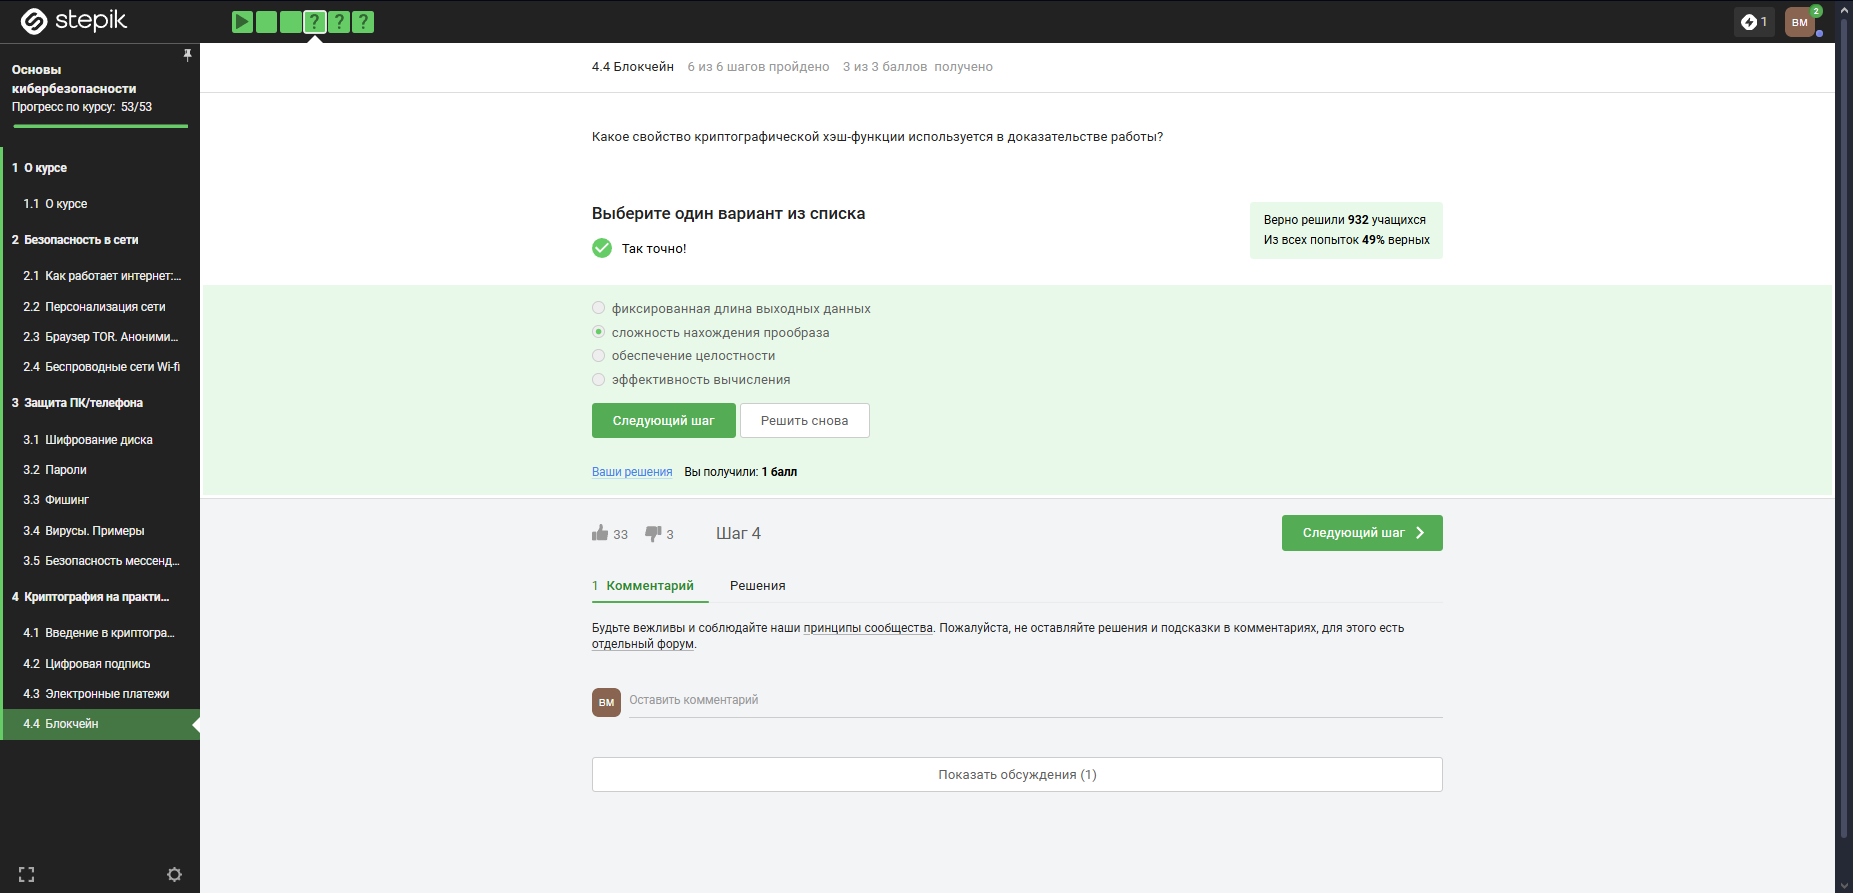 stepik
? ? ?
1
ВМ
2
Основы
кибербезопасности
Прогресс по курсу: 53/53
1 О курсе
1.1 О курсе
2 Безопасность в сети
2.1 Как работает интернет:...
2.2 Персонализация сети
2.3 Браузер TOR. Аноними...
2.4 Беспроводные сети Wi-fi
3 Защита ПК/телефона
3.1 Шифрование диска
3.2 Пароли
3.3 Фишинг
3.4 Вирусы. Примеры
3.5 Безопасность мессенд...
4 Криптография на практи...
4.1 Введение в криптогра...
4.2 Цифровая подпись
4.3 Электронные платежи
4.4 Блокчейн
4.4 Блокчейн 6 из 6 шагов пройдено 3 из 3 баллов получено
Какое свойство криптографической хэш-функции используется в доказательстве работы?
Выберите один вариант из списка
Так точно!
Верно решили 932 учащихся
Из всех попыток 49% верных
фиксированная длина выходных данных
сложность нахождения прообраза
обеспечение целостности
эффективность вычисления
Следующий шаг Решить снова
Ваши решения Вы получили: 1 балл
33 3 Шаг 4 Следующий шаг
1 Комментарий Решения
Будьте вежливы и соблюдайте наши принципы сообщества. Пожалуйста, не оставляйте решения и подсказки в комментариях, для этого есть
отдельный форум.
ВМ Оставить комментарий
Показать обсуждения (1)